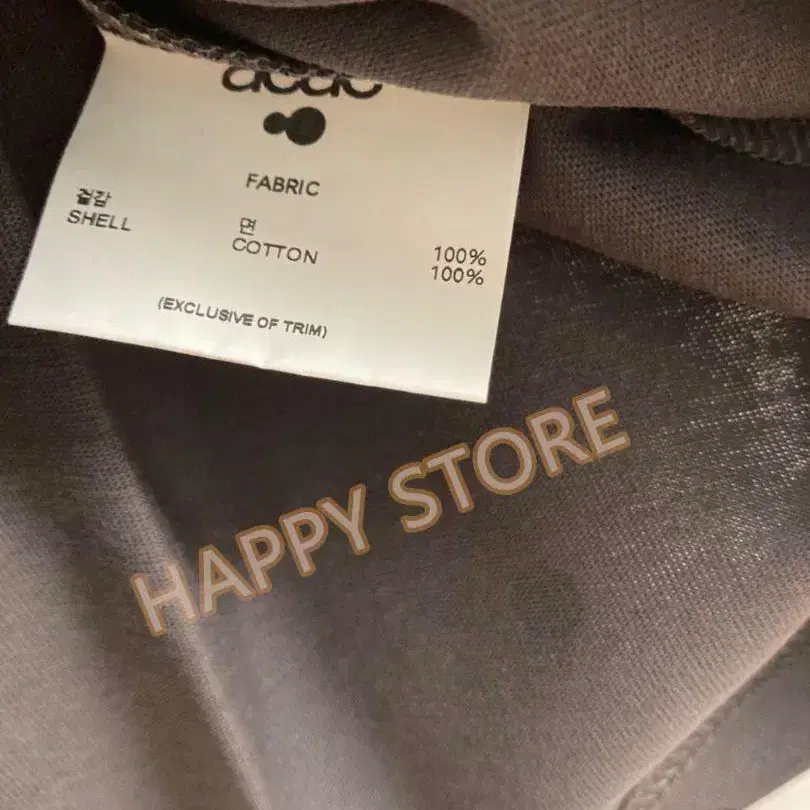 FABRIC
겉감
SHELL
면
COTTON
100%
100%
(EXCLUSIVE OF TRIM)
HAPPY STORE